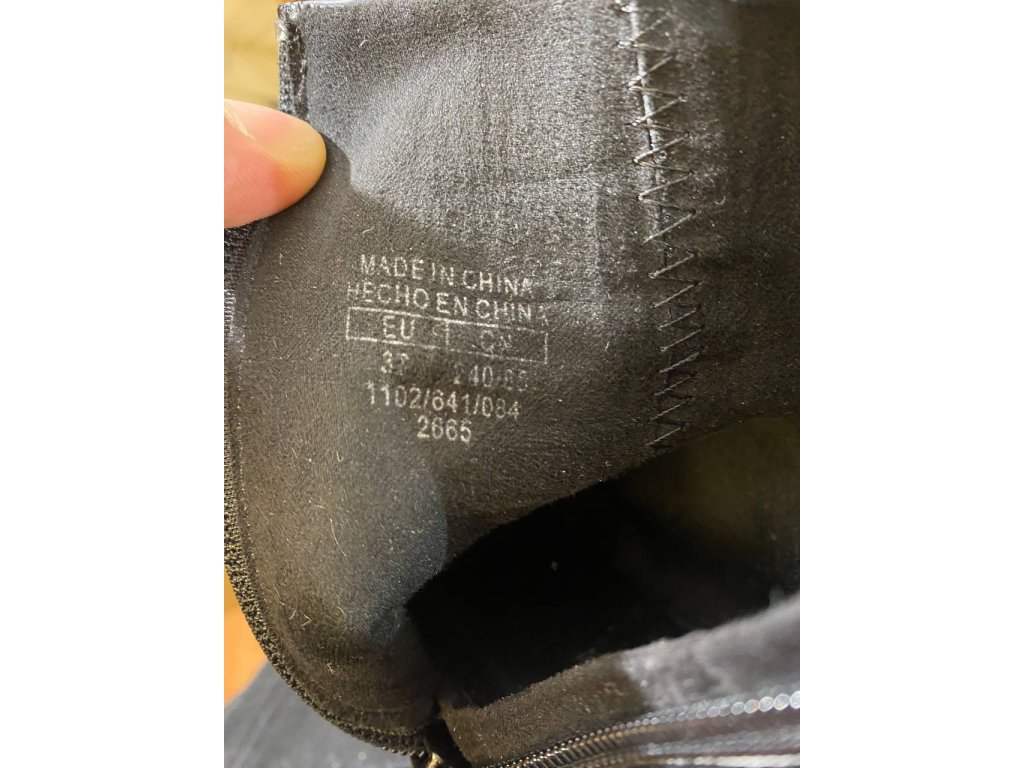 MADE IN CHINA
HECHO EN CHINA
EU CN
1102/641/084
2665